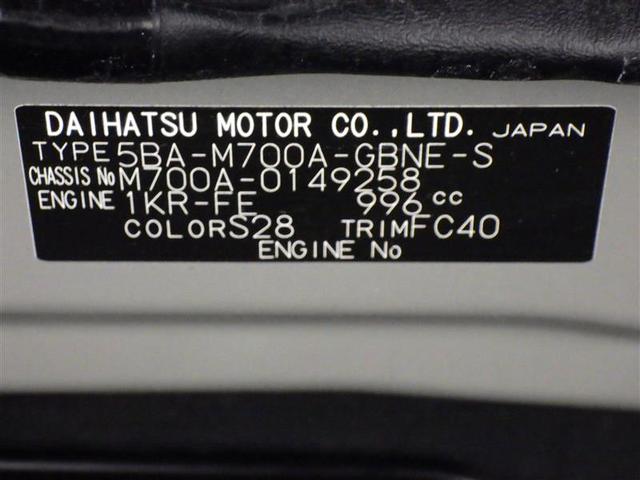 DAIHATSU MOTOR CO.,LTD. JAPAN
TYPE 5BA-M700A-GBNE-S
CHASSIS No M700A-0149258
ENGINE 1KR-FE 996 cc
COLOR S28 TRIM FC40
ENGINE No